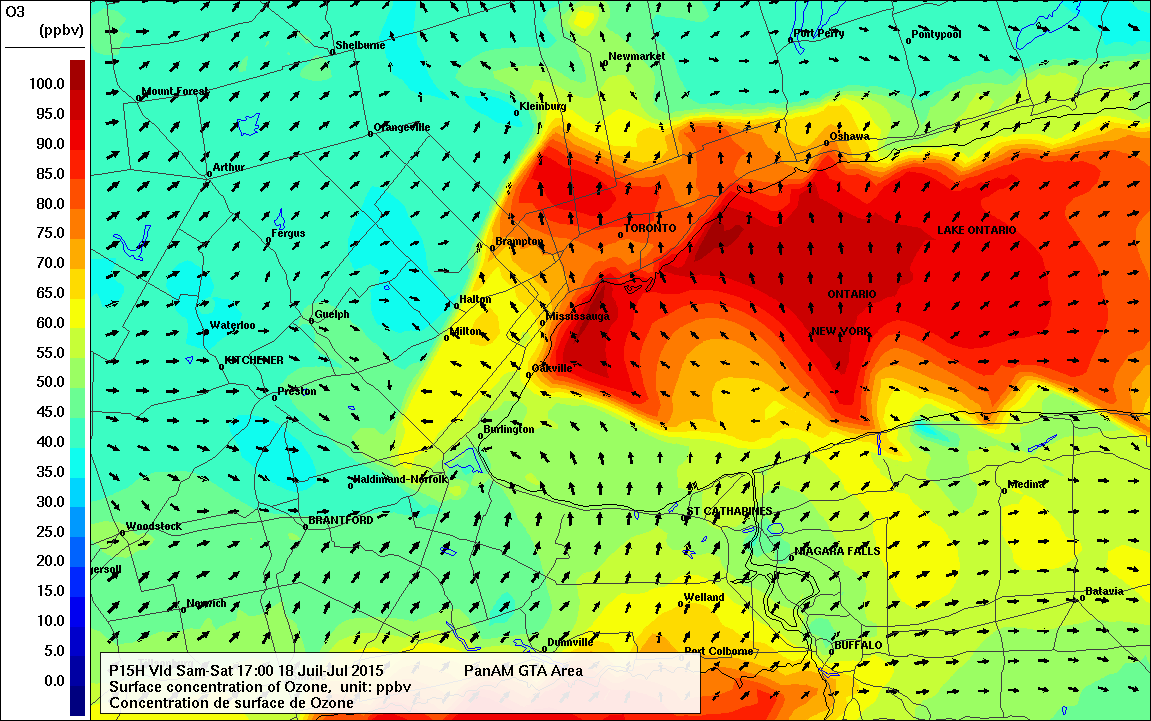 O3
(ppbv)
100.0
95.0
90.0
85.0
80.0
75.0
70.0
65.0
60.0
55.0
50.0
45.0
40.0
35.0
30.0
25.0
20.0
15.0
10.0
5.0
0.0
Shelburne
Port Perry
Pontypool
Newmarket
Mount Forest
Kleinburg
Orangeville
Oshawa
Arthur
Fergus
TORONTO
LAKE ONTARIO
Brampton
Halton
ONTARIO
Guelph
Mississauga
Waterloo
Milton
NEW YORK
KITCHENER
Oakville
Preston
Burlington
Haldimand-Norfolk
Medina
ST CATHARINES
BRANTFORD
Woodstock
NIAGARA FALLS
gersoll
Batavia
Norwich
Welland
Dunnville
BUFFALO
Port Colborne
P15H Vld Sam-Sat 17:00 18 Juil-Jul 2015 PanAM GTA Area
Surface concentration of Ozone, unit: ppbv
Concentration de surface de Ozone